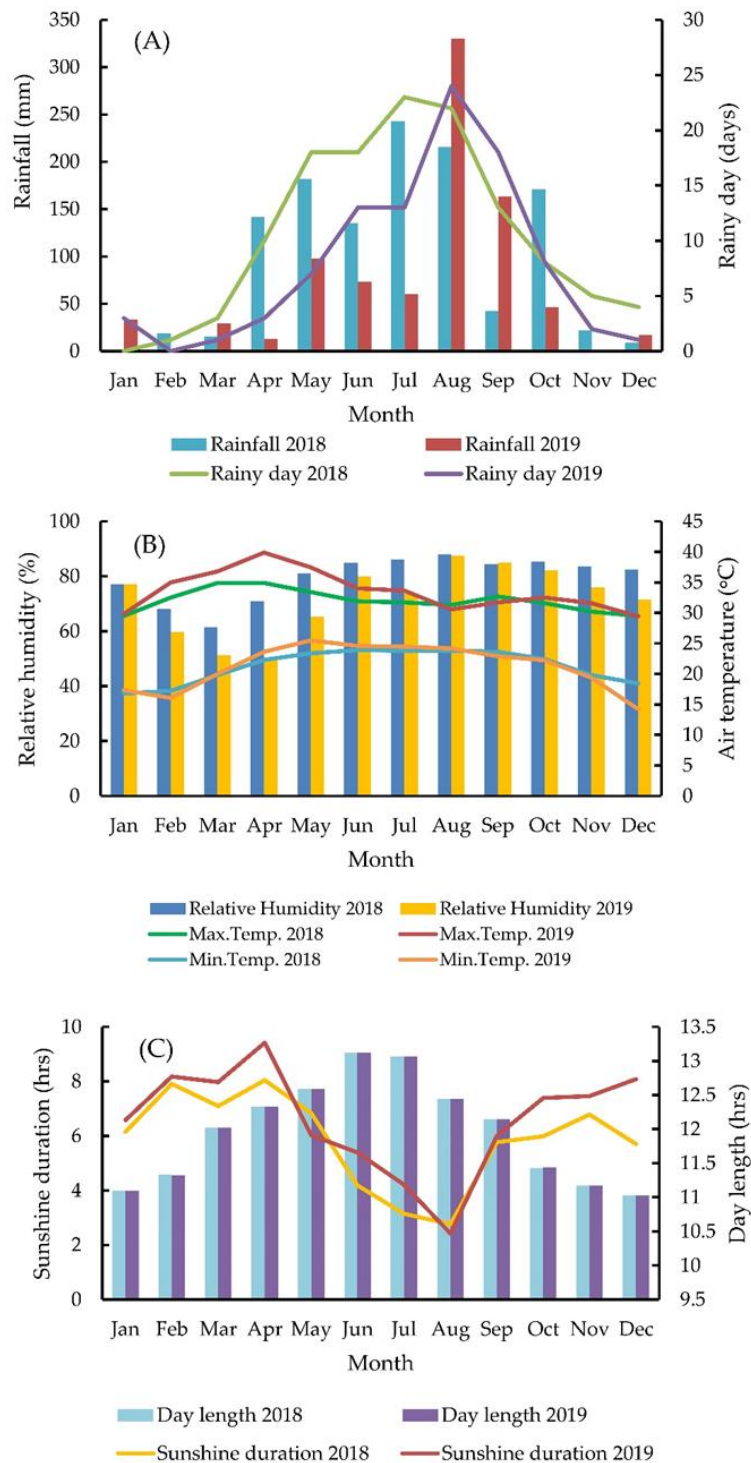 (A)
Rainfall (mm)
350
300
250
200
150
100
50
0
30
25
20
15
10
5
0
Rainy day (days)
Jan Feb Mar Apr May Jun Jul Aug Sep Oct Nov Dec
Month
Rainfall 2018 Rainfall 2019
Rainy day 2018 Rainy day 2019
(B)
Relative humidity (%)
100
80
60
40
20
0
45
40
35
30
25
20
15
10
5
0
Air temperature (°C)
Jan Feb Mar Apr May Jun Jul Aug Sep Oct Nov Dec
Month
Relative Humidity 2018 Relative Humidity 2019
Max.Temp. 2018 Max.Temp. 2019
Min.Temp. 2018 Min.Temp. 2019
(C)
Sunshine duration (hrs)
10
8
6
4
2
0
13.5
13
12.5
12
11.5
11
10.5
10
9.5
Day length (hrs)
Jan Feb Mar Apr May Jun Jul Aug Sep Oct Nov Dec
Month
Day length 2018 Day length 2019
Sunshine duration 2018 Sunshine duration 2019